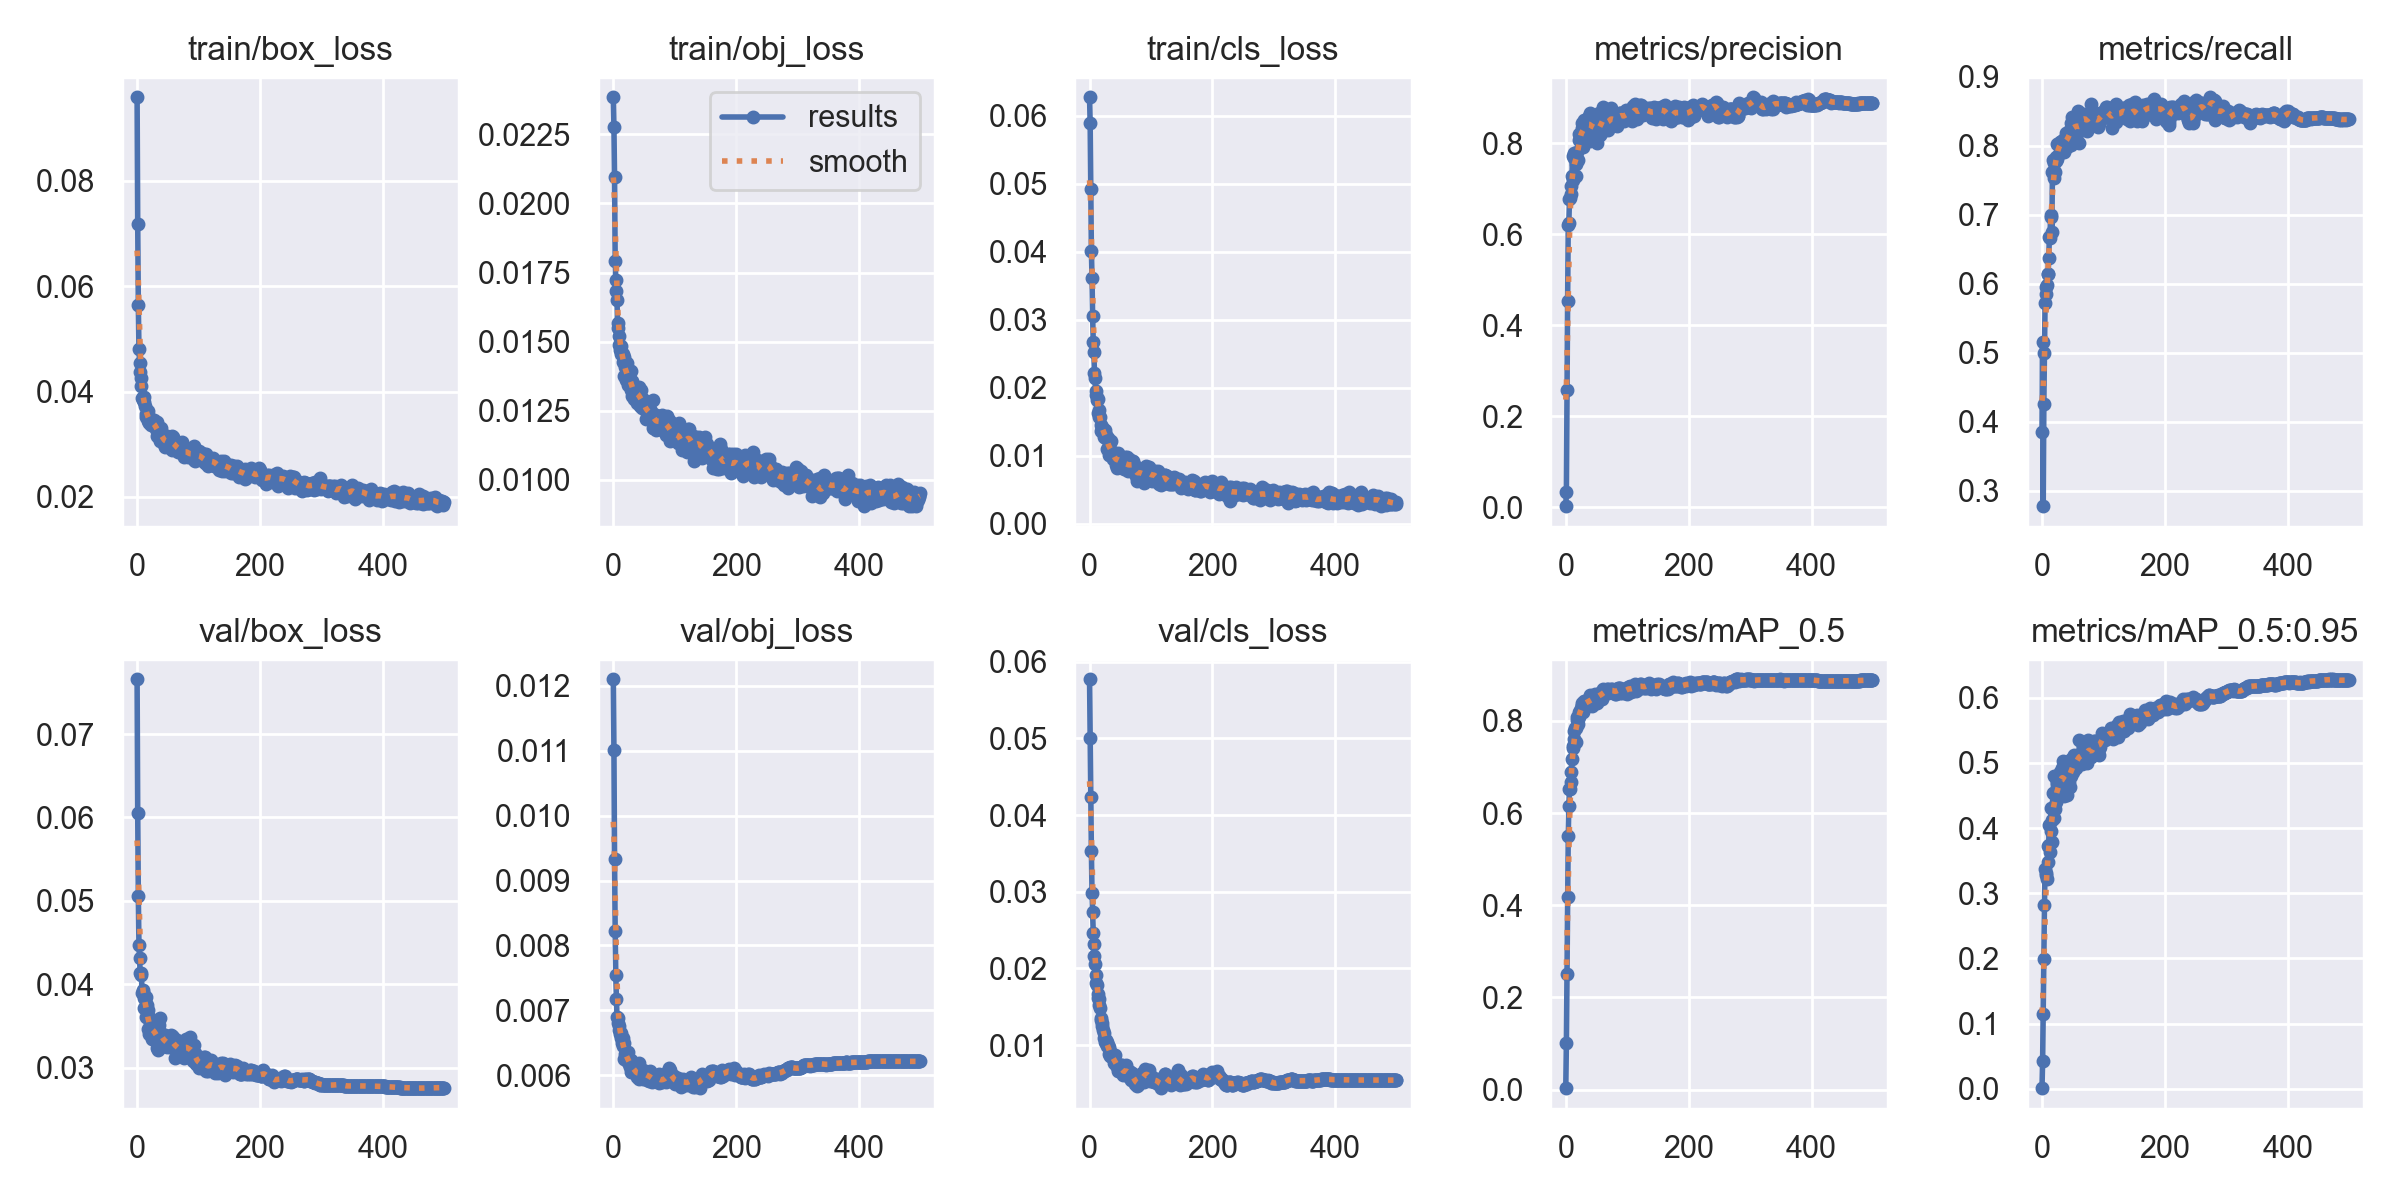 train/box_loss
0.08
0.06
0.04
0.02
0 200 400
train/obj_loss
results
smooth
0.0225
0.0200
0.0175
0.0150
0.0125
0.0100
0 200 400
train/cls_loss
0.06
0.05
0.04
0.03
0.02
0.01
0.00
0 200 400
metrics/precision
0.8
0.6
0.4
0.2
0.0
0 200 400
metrics/recall
0.9
0.8
0.7
0.6
0.5
0.4
0.3
0 200 400
val/box_loss
0.07
0.06
0.05
0.04
0.03
0 200 400
val/obj_loss
0.012
0.011
0.010
0.009
0.008
0.007
0.006
0 200 400
val/cls_loss
0.06
0.05
0.04
0.03
0.02
0.01
0 200 400
metrics/mAP_0.5
0.8
0.6
0.4
0.2
0.0
0 200 400
metrics/mAP_0.5:0.95
0.6
0.5
0.4
0.3
0.2
0.1
0.0
0 200 400